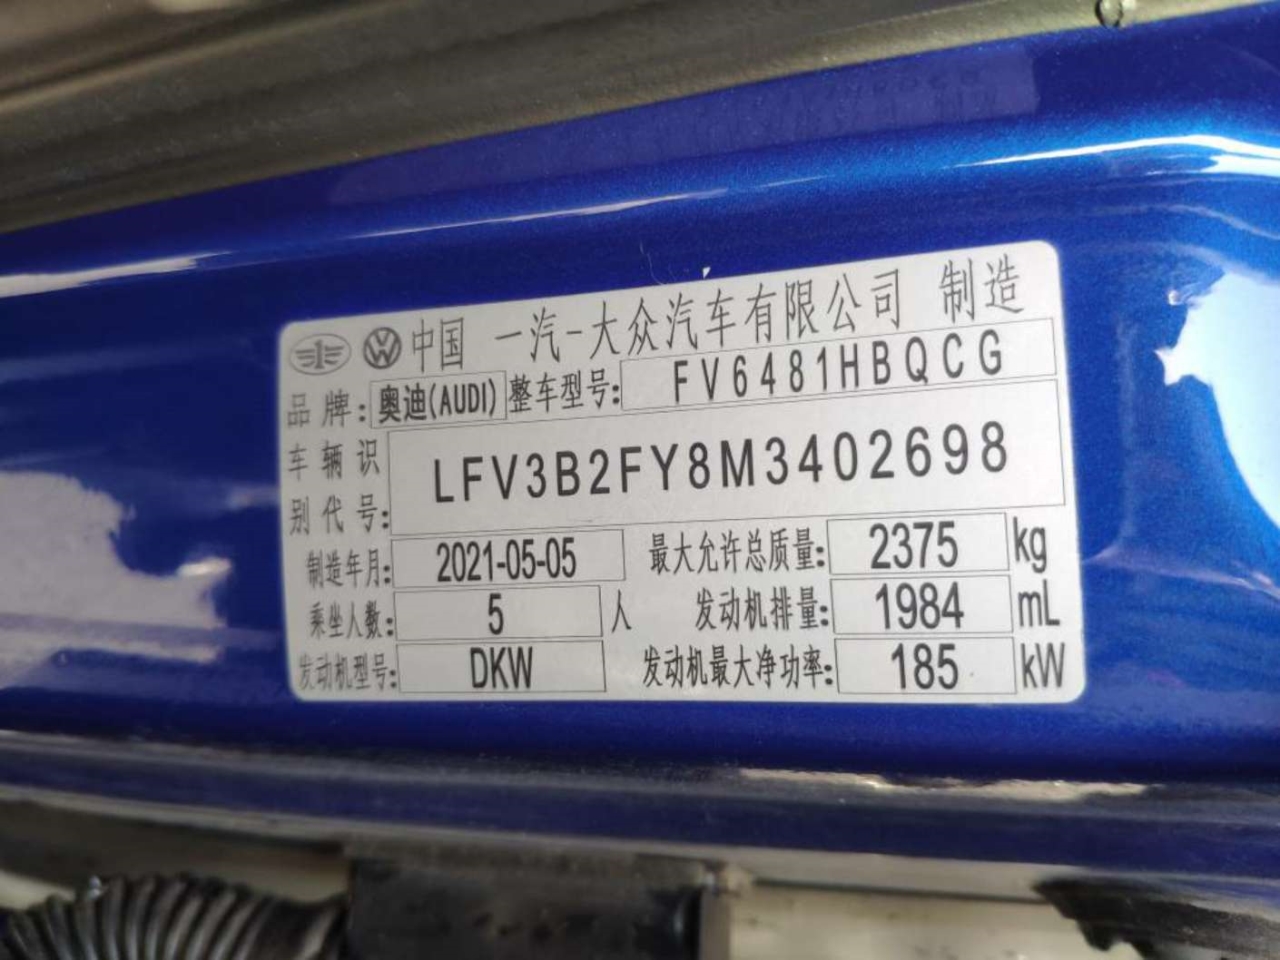 中国 一汽-大众汽车有限公司 制造
品牌: 奥迪(AUDI) 整车型号: FV6481HBQCG
车辆识别代号: LFV3B2FY8M3402698
制造年月: 2021-05-05 最大允许总质量: 2375 kg
乘坐人数: 5 人 发动机排量: 1984 mL
发动机型号: DKW 发动机最大净功率: 185 kW